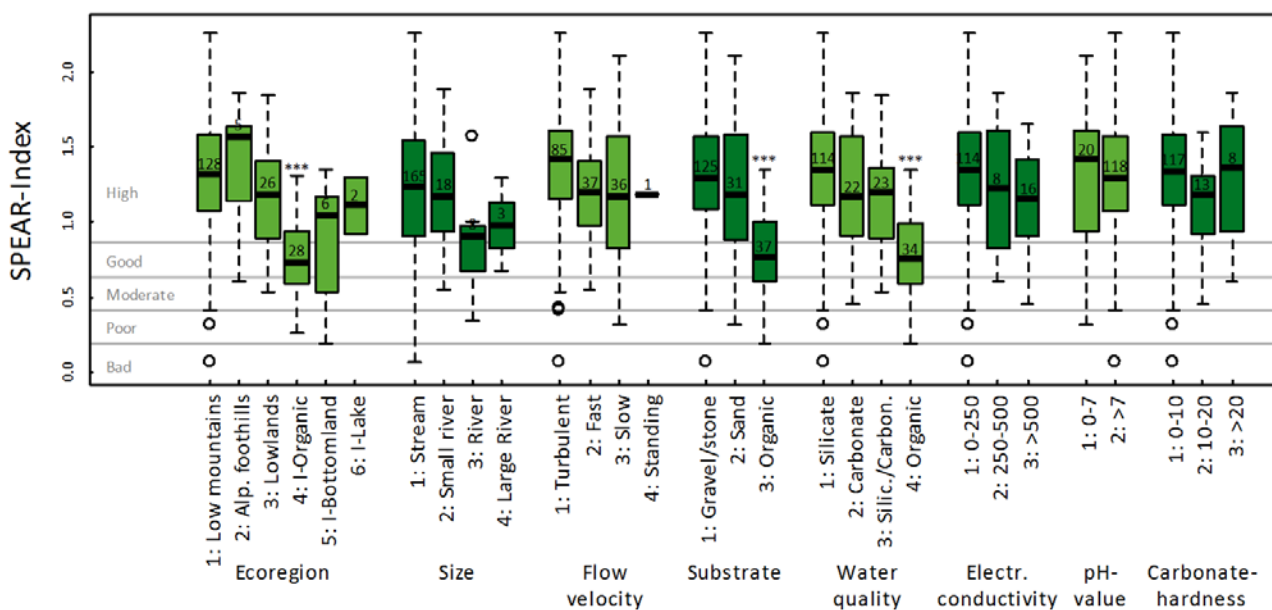 SPEAR-Index
2.0
1.5
1.0
0.5
0.0
High
Good
Moderate
Poor
Bad
128
5
26
***
28
6
2
165
18
3
85
37
36
1
125
31
***
37
114
22
23
***
34
114
8
16
20
118
117
13
8
1: Low mountains
2: Alp. foothills
3: Lowlands
4: I-Organic
5: I-Bottomland
6: I-Lake
1: Stream
2: Small river
3: River
4: Large River
1: Turbulent
2: Fast
3: Slow
4: Standing
1: Gravel/stone
2: Sand
3: Organic
1: Silicate
2: Carbonate
3: Silic./Carbon.
4: Organic
1: 0-250
2: 250-500
3: >500
1: 0-7
2: >7
1: 0-10
2: 10-20
3: >20
Ecoregion
Size
Flow
velocity
Substrate
Water
quality
Electr.
conductivity
pH-
value
Carbonate-
hardness